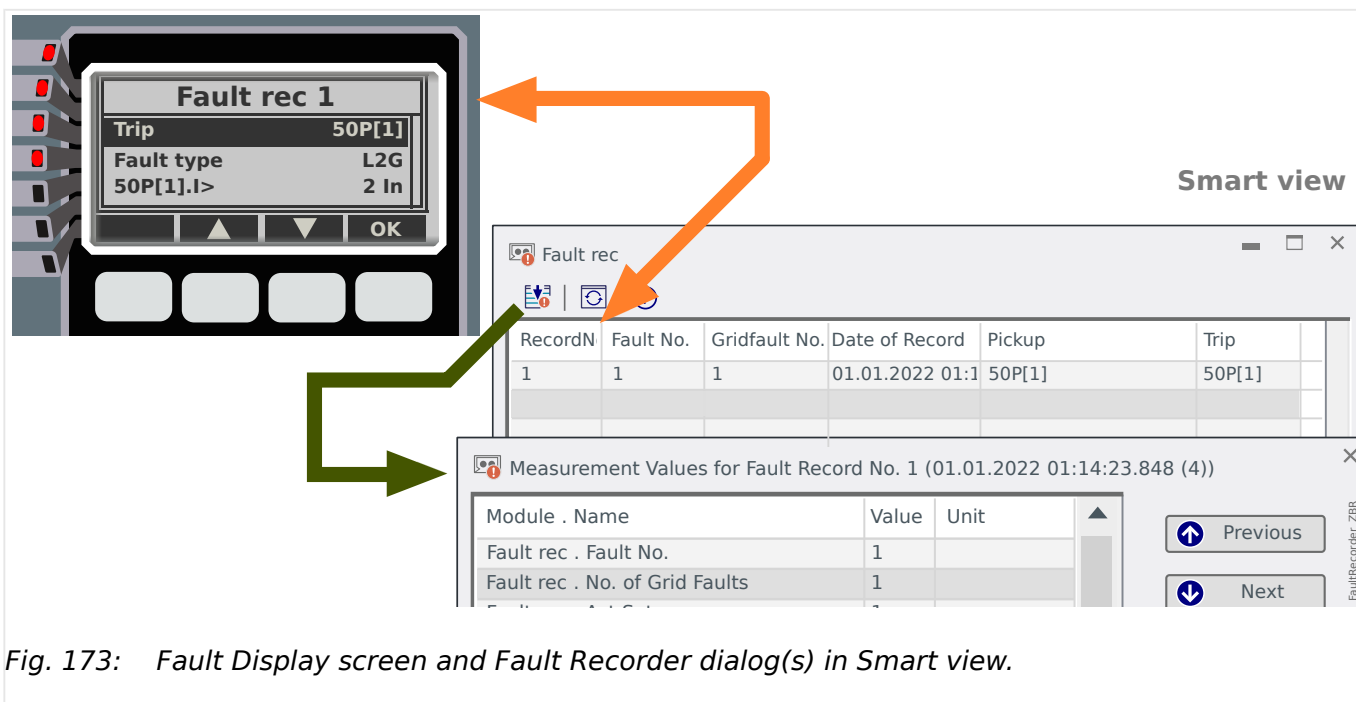 Fault rec 1
Trip 50P[1]
Fault type L2G
50P[1].I> 2 In
OK
Smart view
Fault rec
RecordN Fault No. Gridfault No. Date of Record Pickup Trip
1 1 1 01.01.2022 01:1 50P[1] 50P[1]
Measurement Values for Fault Record No. 1 (01.01.2022 01:14:23.848 (4))
Module . Name Value Unit
Fault rec . Fault No. 1
Fault rec . No. of Grid Faults 1
Previous
Next
FaultRecorder_ZBR
Fig. 173: Fault Display screen and Fault Recorder dialog(s) in Smart view.